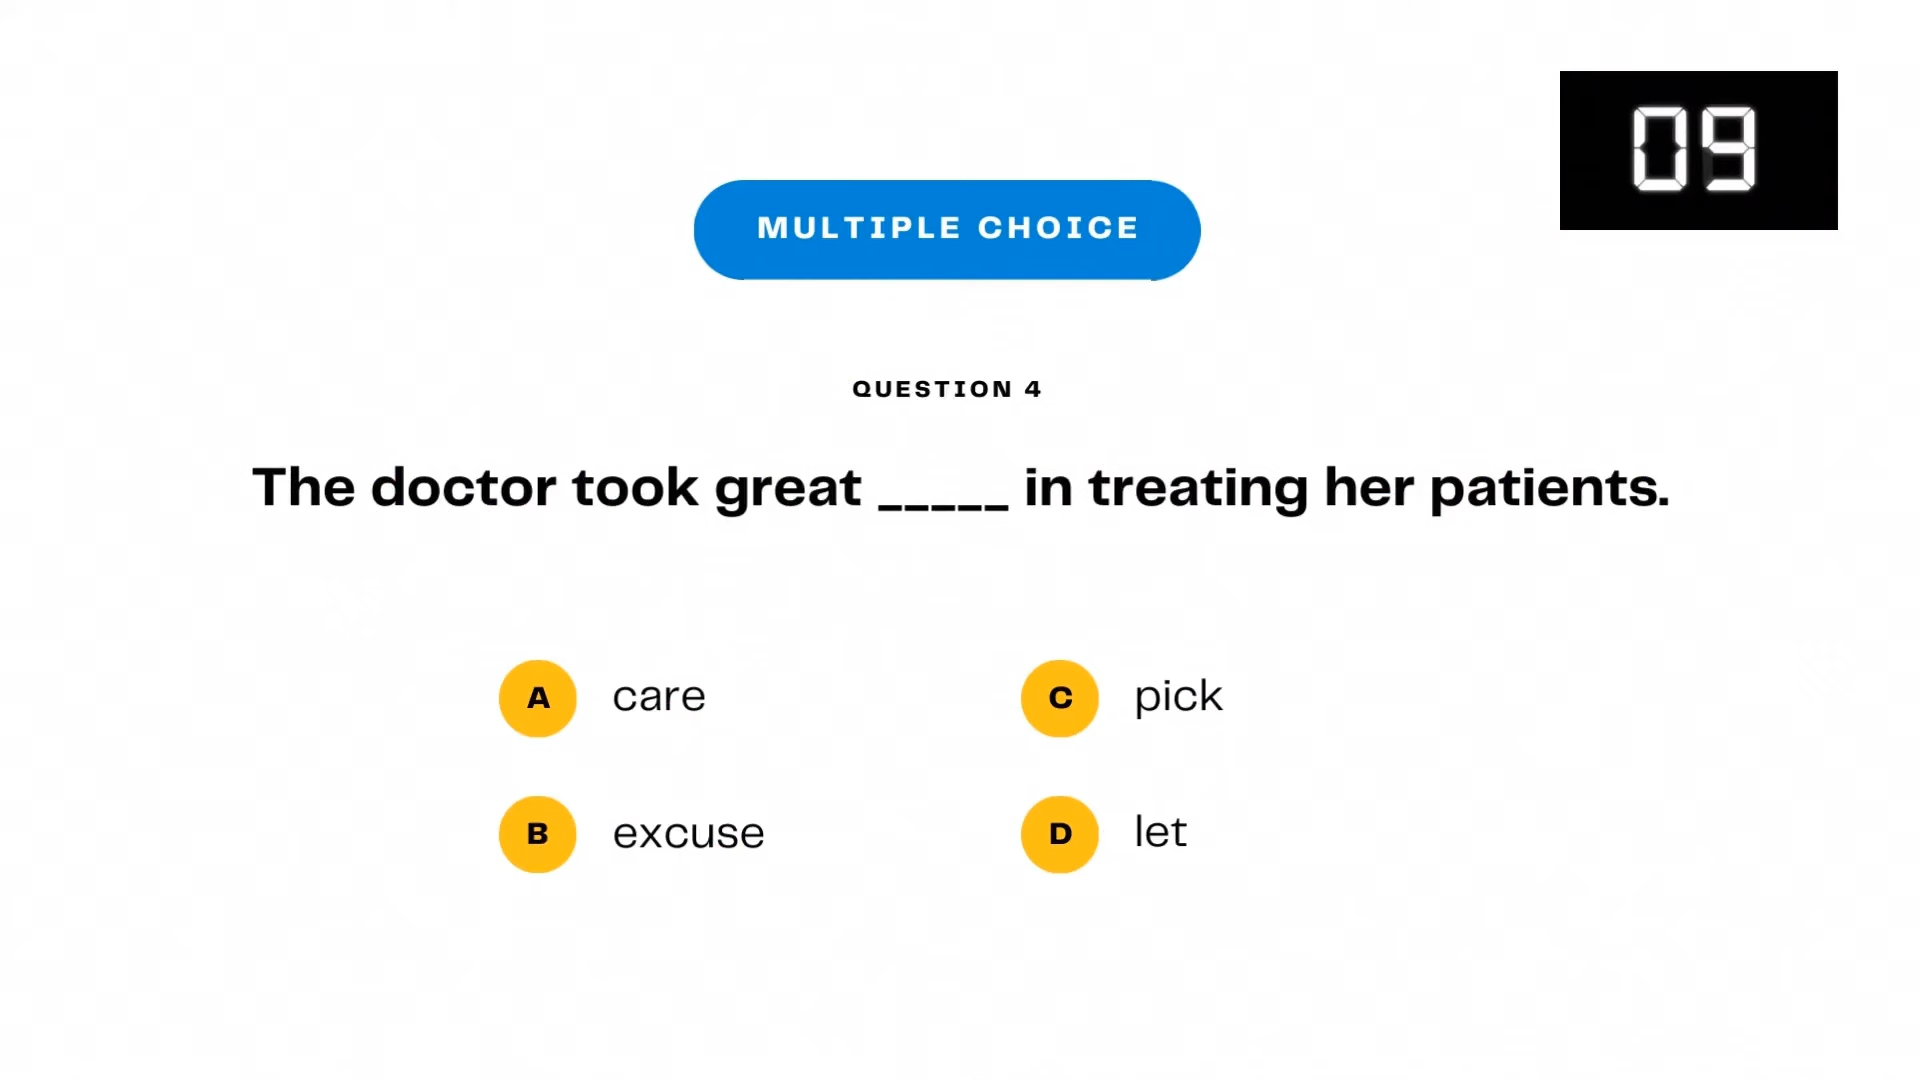 09
MULTIPLE CHOICE
QUESTION 4
The doctor took great _____ in treating her patients.
A care
B excuse
C pick
D let